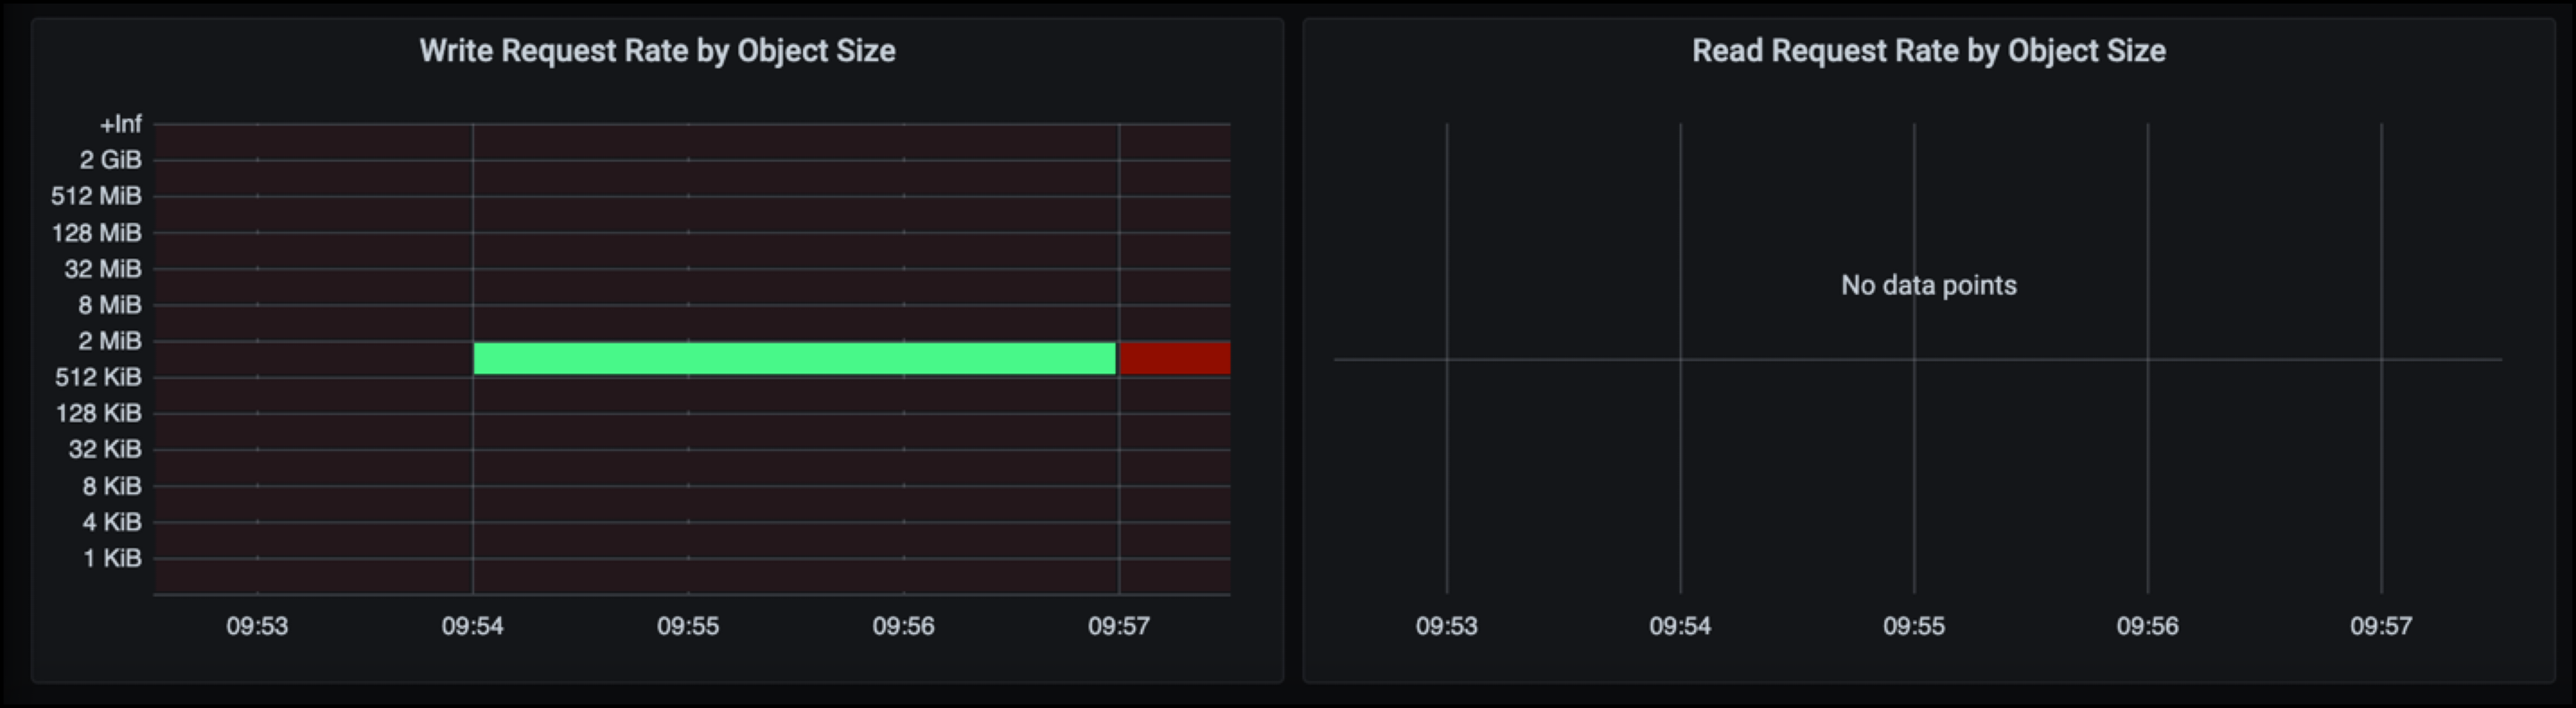 Write Request Rate by Object Size
+Inf
2 GiB
512 MiB
128 MiB
32 MiB
8 MiB
2 MiB
512 KiB
128 KiB
32 KiB
8 KiB
4 KiB
1 KiB
09:53 09:54 09:55 09:56 09:57
Read Request Rate by Object Size
No data points
09:53 09:54 09:55 09:56 09:57